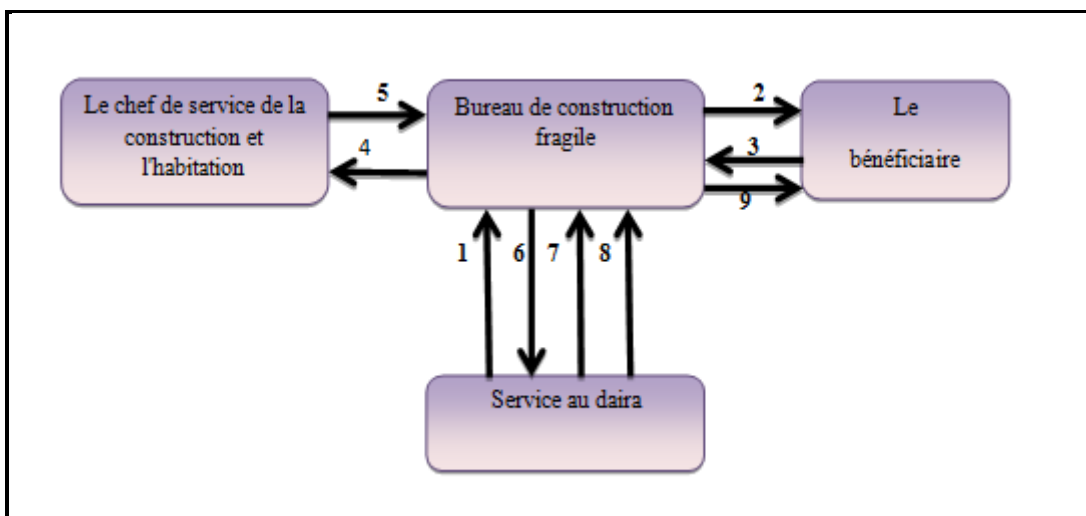 Le chef de service de la
construction et
l'habitation
5
4
Bureau de construction
fragile
2
3
9
Le
bénéficiaire
1
6
7
8
Service au daira